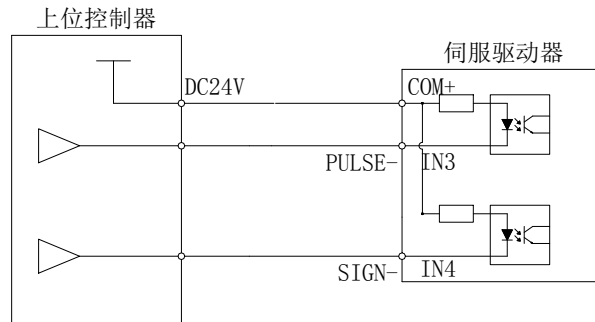 上位控制器
伺服驱动器
DC24V
COM+
PULSE-
IN3
SIGN-
IN4